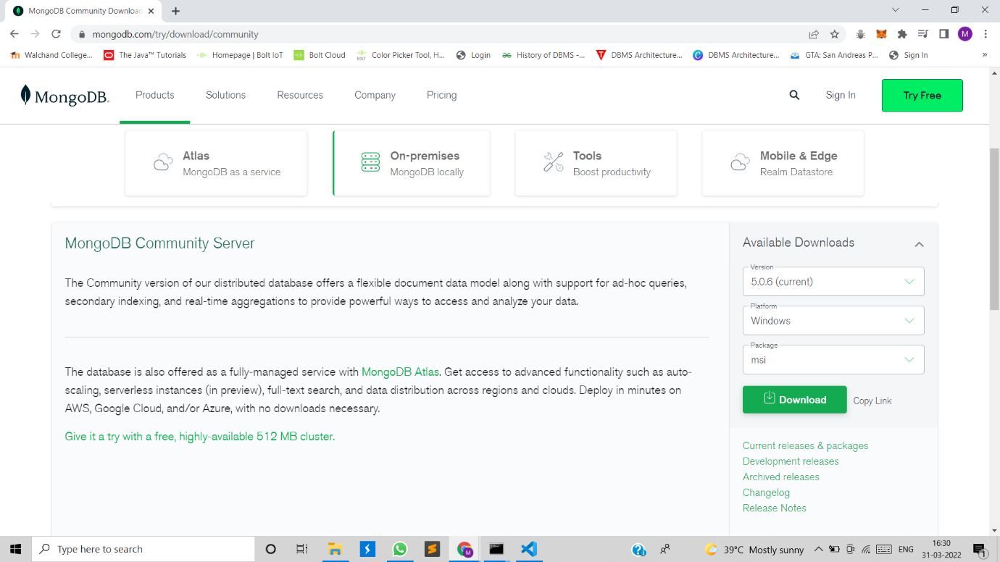 MongoDB Community Download
mongodb.com/try/download/community
M
Walchand College...
The Java™ Tutorials
Homepage | Bolt IoT
Bolt Cloud
BOLT
Color Picker Tool, H...
Login
History of DBMS -...
DBMS Architecture...
DBMS Architecture...
GTA: San Andreas P...
Sign In
»
MongoDB.
Products
Solutions
Resources
Company
Pricing
Sign In
Try Free
Atlas
MongoDB as a service
On-premises
MongoDB locally
Tools
Boost productivity
Mobile & Edge
Realm Datastore
MongoDB Community Server
The Community version of our distributed database offers a flexible document data model along with support for ad-hoc queries,
secondary indexing, and real-time aggregations to provide powerful ways to access and analyze your data.
The database is also offered as a fully-managed service with MongoDB Atlas. Get access to advanced functionality such as auto-
scaling, serverless instances (in preview), full-text search, and data distribution across regions and clouds. Deploy in minutes on
AWS, Google Cloud, and/or Azure, with no downloads necessary.
Give it a try with a free, highly-available 512 MB cluster.
Available Downloads
Version
5.0.6 (current)
Platform
Windows
Package
msi
Download
Copy Link
Current releases & packages
Development releases
Archived releases
Changelog
Release Notes
Type here to search
39°C Mostly sunny
ENG
16:30
31-03-2022
1